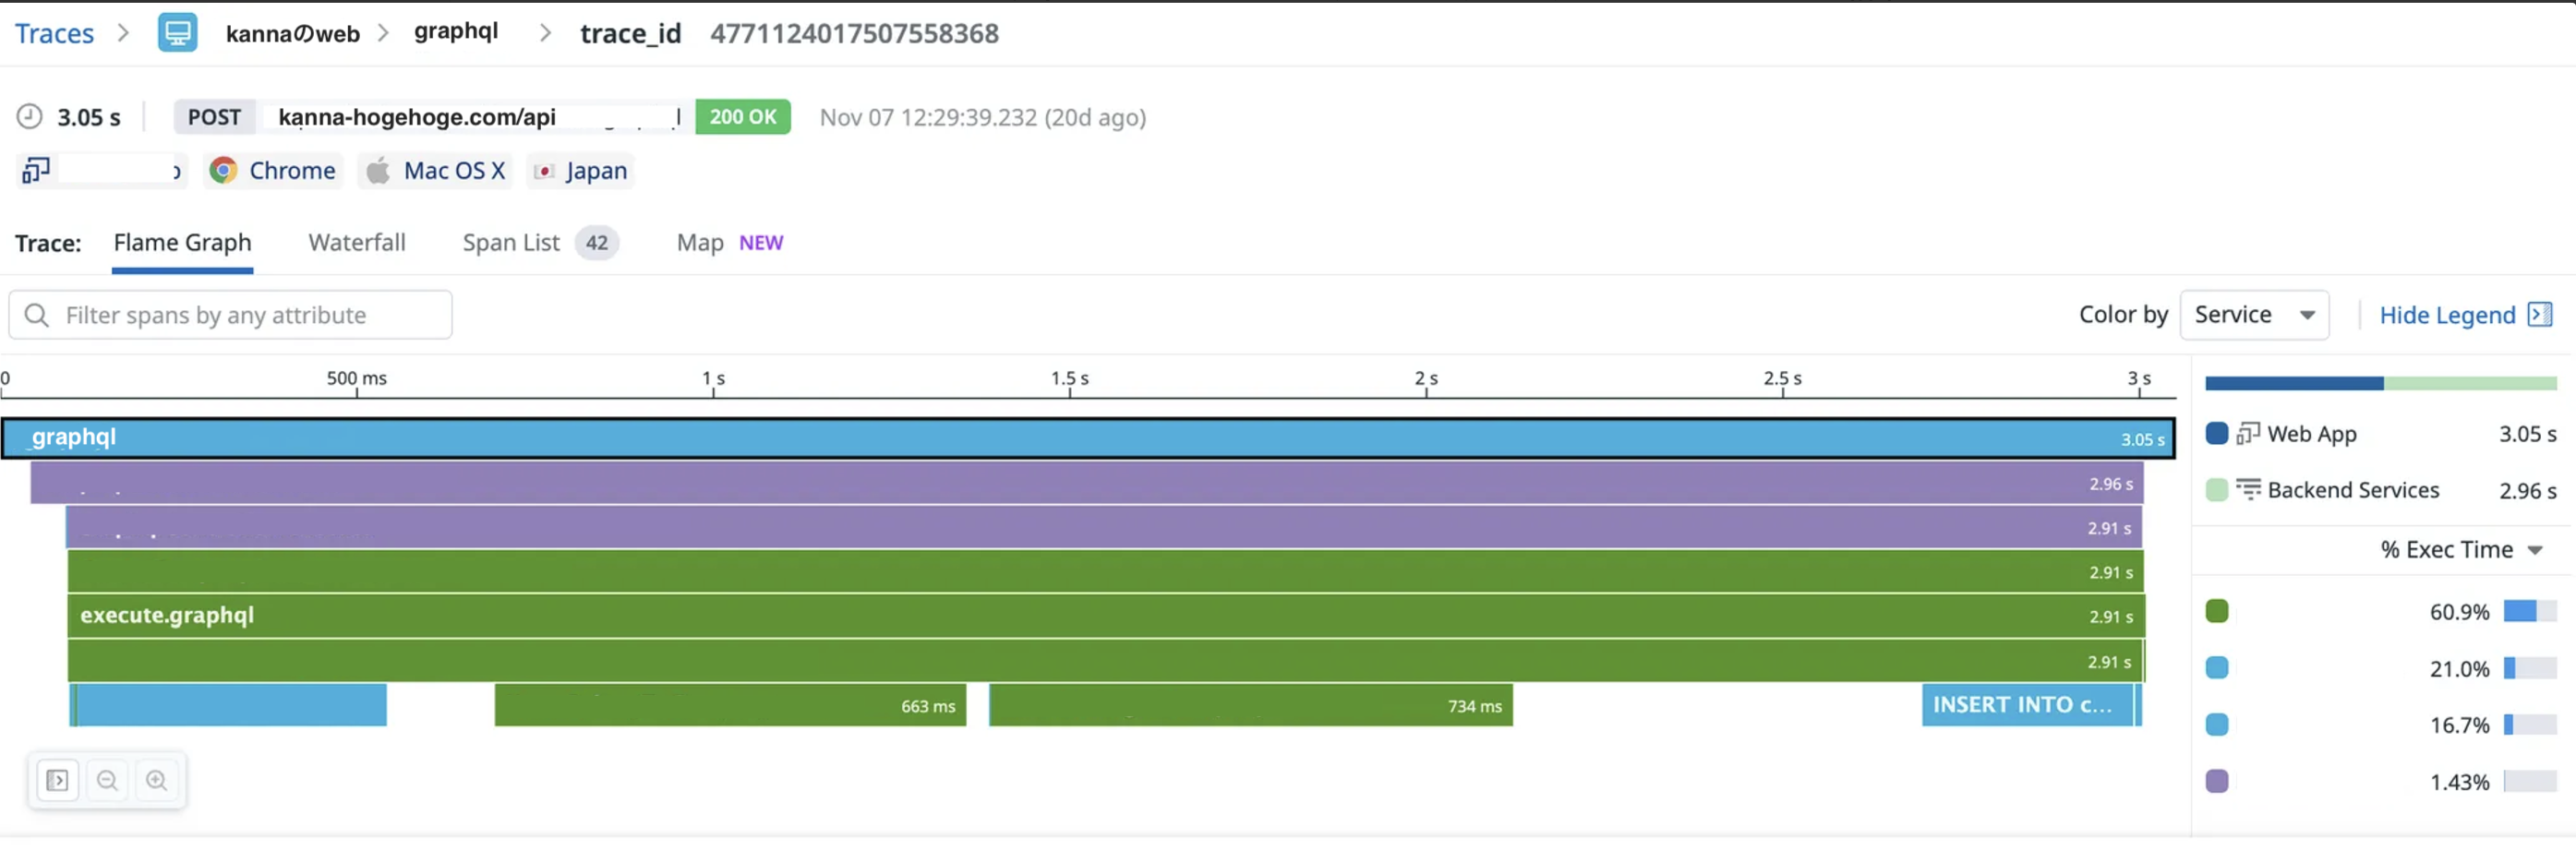 Traces kannaのweb graphql trace_id 4771124017507558368
3.05 s POST kanna-hogehoge.com/api 200 OK Nov 07 12:29:39.232 (20d ago)
Chrome Mac OS X Japan
Trace: Flame Graph Waterfall Span List 42 Map NEW
Filter spans by any attribute Color by Service Hide Legend
0 500 ms 1 s 1.5 s 2 s 2.5 s 3 s
graphql 3.05 s
2.96 s
2.91 s
2.91 s
execute.graphql 2.91 s
2.91 s
663 ms 734 ms INSERT INTO c...
Web App 3.05 s
Backend Services 2.96 s
% Exec Time
60.9%
21.0%
16.7%
1.43%